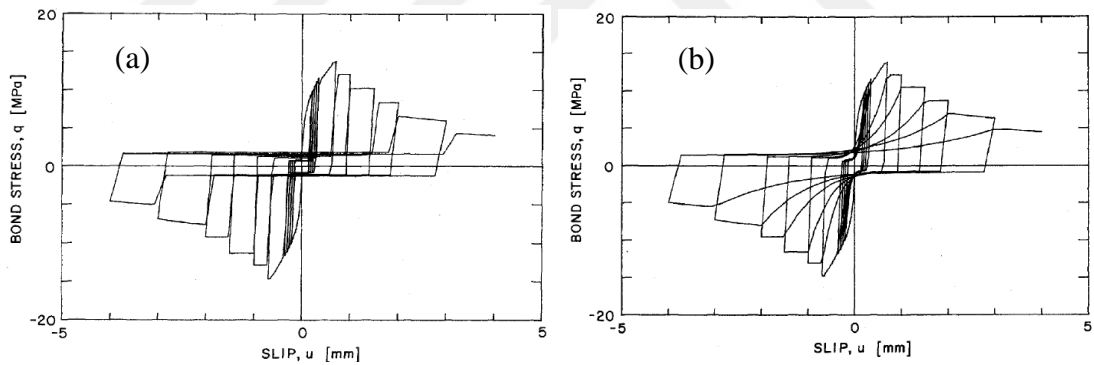 20
(a)
BOND STRESS, q [MPa]
0
-20
-5
0
5
SLIP, u [mm]
20
(b)
BOND STRESS, q [MPa]
0
-20
-5
0
5
SLIP, u [mm]